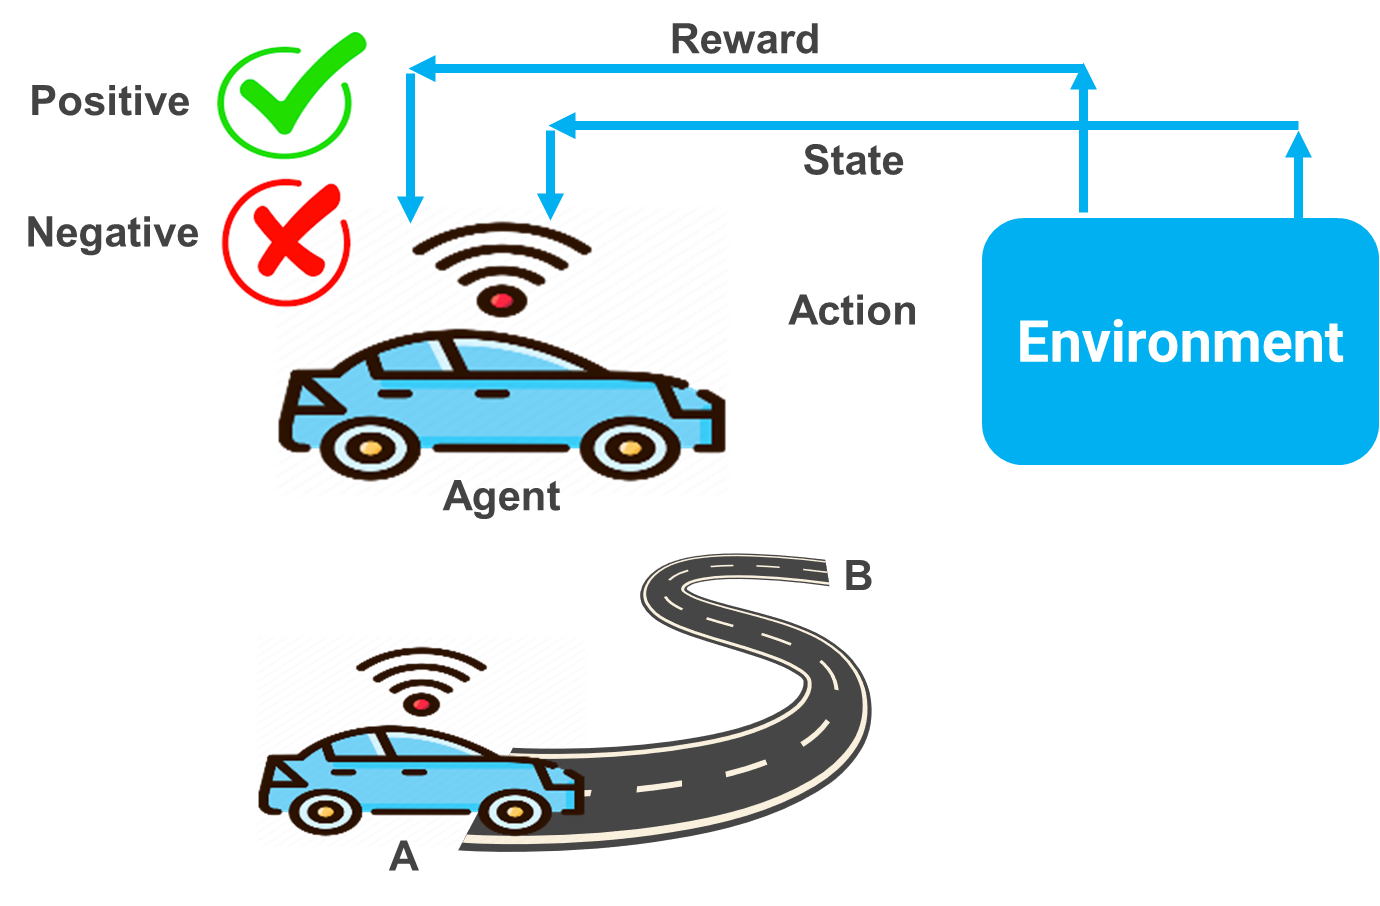 Reward
Positive
State
Negative
Action
Environment
Agent
B
A